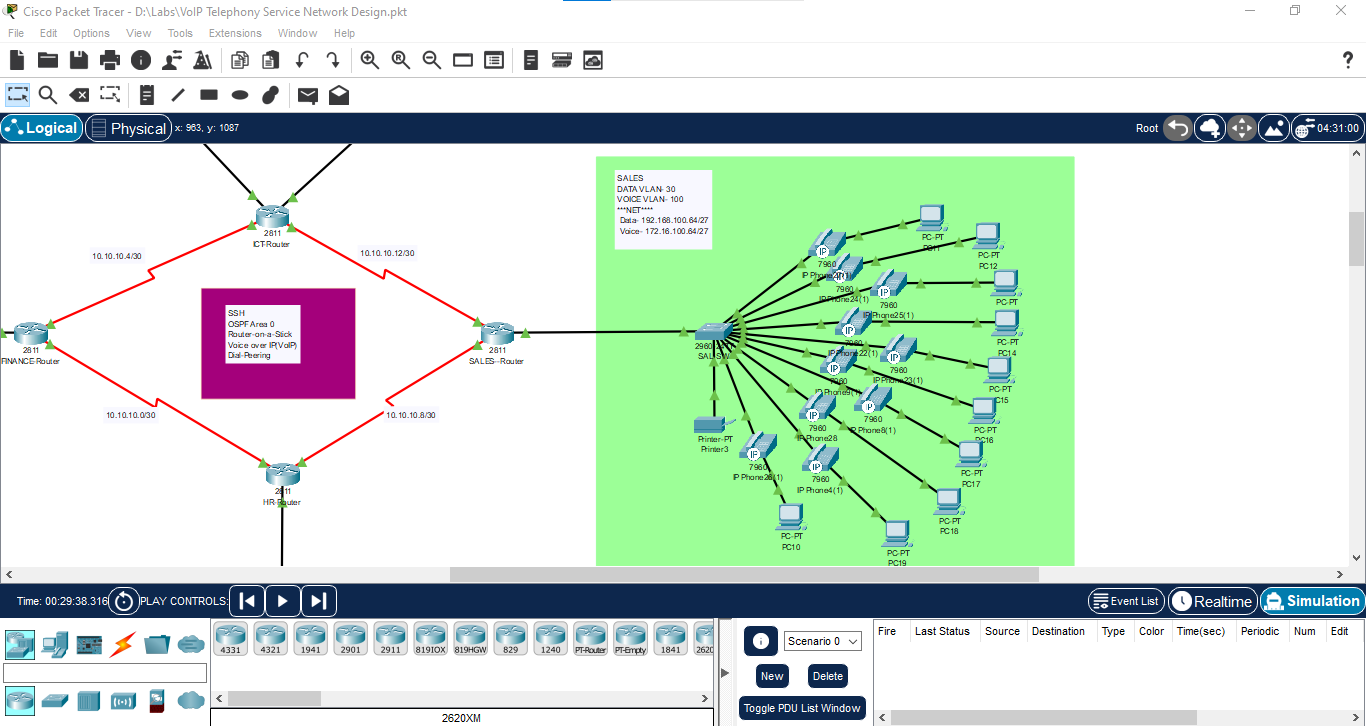 Cisco Packet Tracer - D:\Labs\VoIP Telephony Service Network Design.pkt
File Edit Options View Tools Extensions Window Help
Logical Physical x: 963, y: 1087 Root 04:31:00
2811
ICT-Router
10.10.10.4/30
10.10.10.12/30
SSH
OSPF Area 0
Router-on-a-Stick
Voice over IP(VoIP)
Dial-Peering
2811
FINANCE-Router
2811
SALES--Router
10.10.10.0/30
10.10.10.8/30
2811
HR-Router
SALES
DATA VLAN- 30
VOICE VLAN- 100
***NET****
Data- 192.168.100.64/27
Voice- 172.16.100.64/27
PC-PT
PC11
PC-PT
PC12
7960
7960
IP Phone24(1)
PC-PT
7960
IP Phone25(1)
PC-PT
PC14
7960
IP Phone22(1)
7960
IP Phone23(1)
PC-PT
PC15
7960
IP Phone9(1)
PC-PT
PC16
7960
IP Phone8(1)
7960
IP Phone28
PC-PT
PC17
Printer-PT
Printer3
7960
IP Phone26(1)
7960
IP Phone4(1)
PC-PT
PC18
PC-PT
PC10
PC-PT
PC19
Time: 00:29:38.316 PLAY CONTROLS: Event List Realtime Simulation
4331 4321 1941 2901 2911 819IOX 819HGW 829 1240 PT-Router PT-Empty 1841 2620
2620XM
Scenario 0
New Delete
Toggle PDU List Window
Fire Last Status Source Destination Type Color Time(sec) Periodic Num Edit